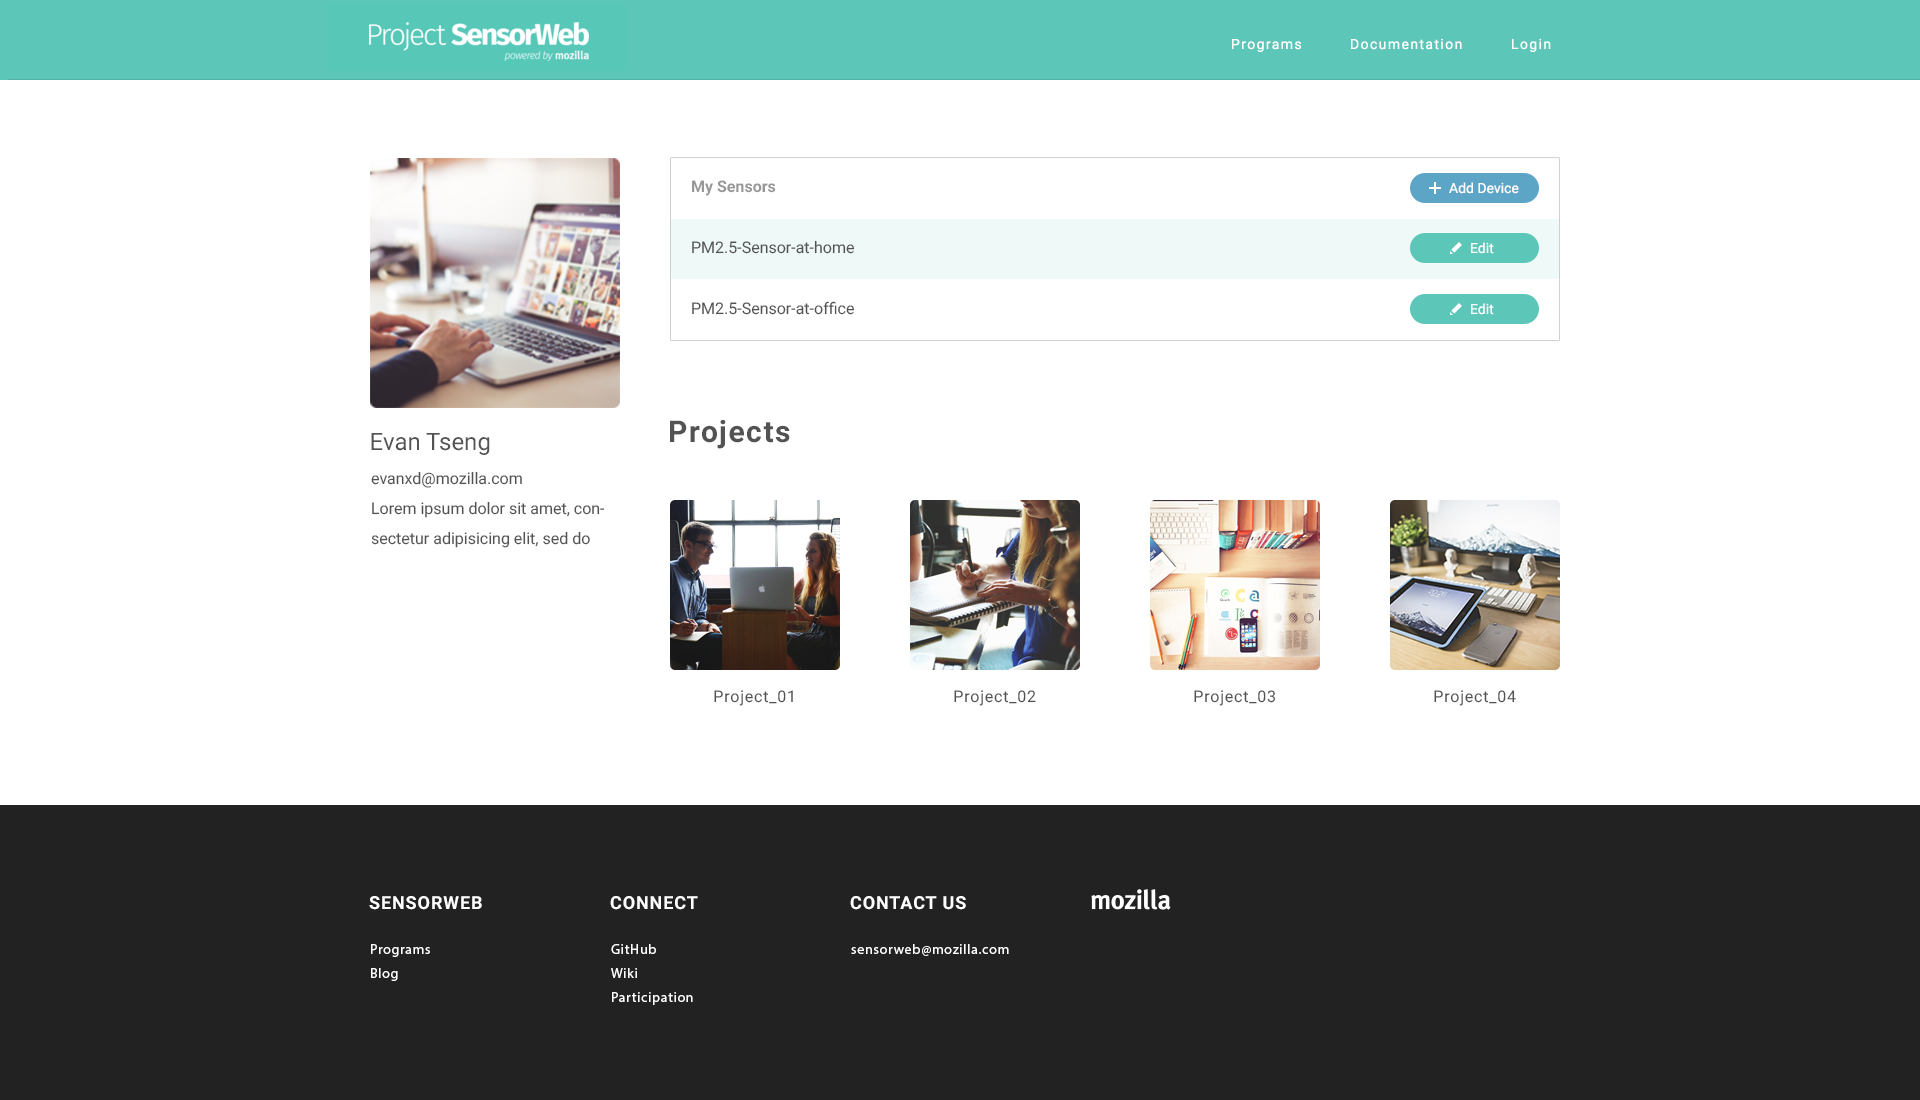 Project SensorWeb
powered by mozilla
Programs
Documentation
Login
My Sensors
Add Device
PM2.5-Sensor-at-home
Edit
PM2.5-Sensor-at-office
Edit
Evan Tseng
evanxd@mozilla.com
Lorem ipsum dolor sit amet, con-
sectetur adipisicing elit, sed do
Projects
Project_01
Project_02
Project_03
Project_04
SENSORWEB
Programs
Blog
CONNECT
GitHub
Wiki
Participation
CONTACT US
sensorweb@mozilla.com
mozilla